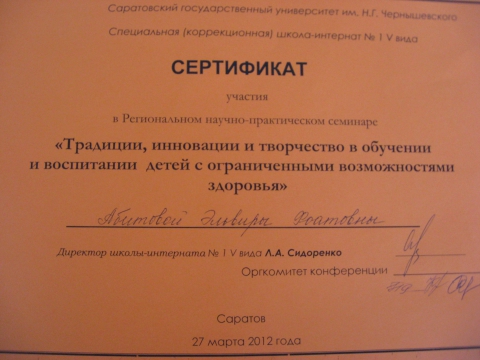 Саратовский государственный университет им. Н.Г. Чернышевского
Специальная (коррекционная) школа-интернат № 1 V вида
СЕРТИФИКАТ
участия
в Региональном научно-практическом семинаре
«Традиции, инновации и творчество в обучении
и воспитании детей с ограниченными возможностями
здоровья»
Абитовой Эльвиры Фоатовны
Директор школы-интерната № 1 V вида Л.А. Сидоренко
Оргкомитет конференции
Саратов
27 марта 2012 года